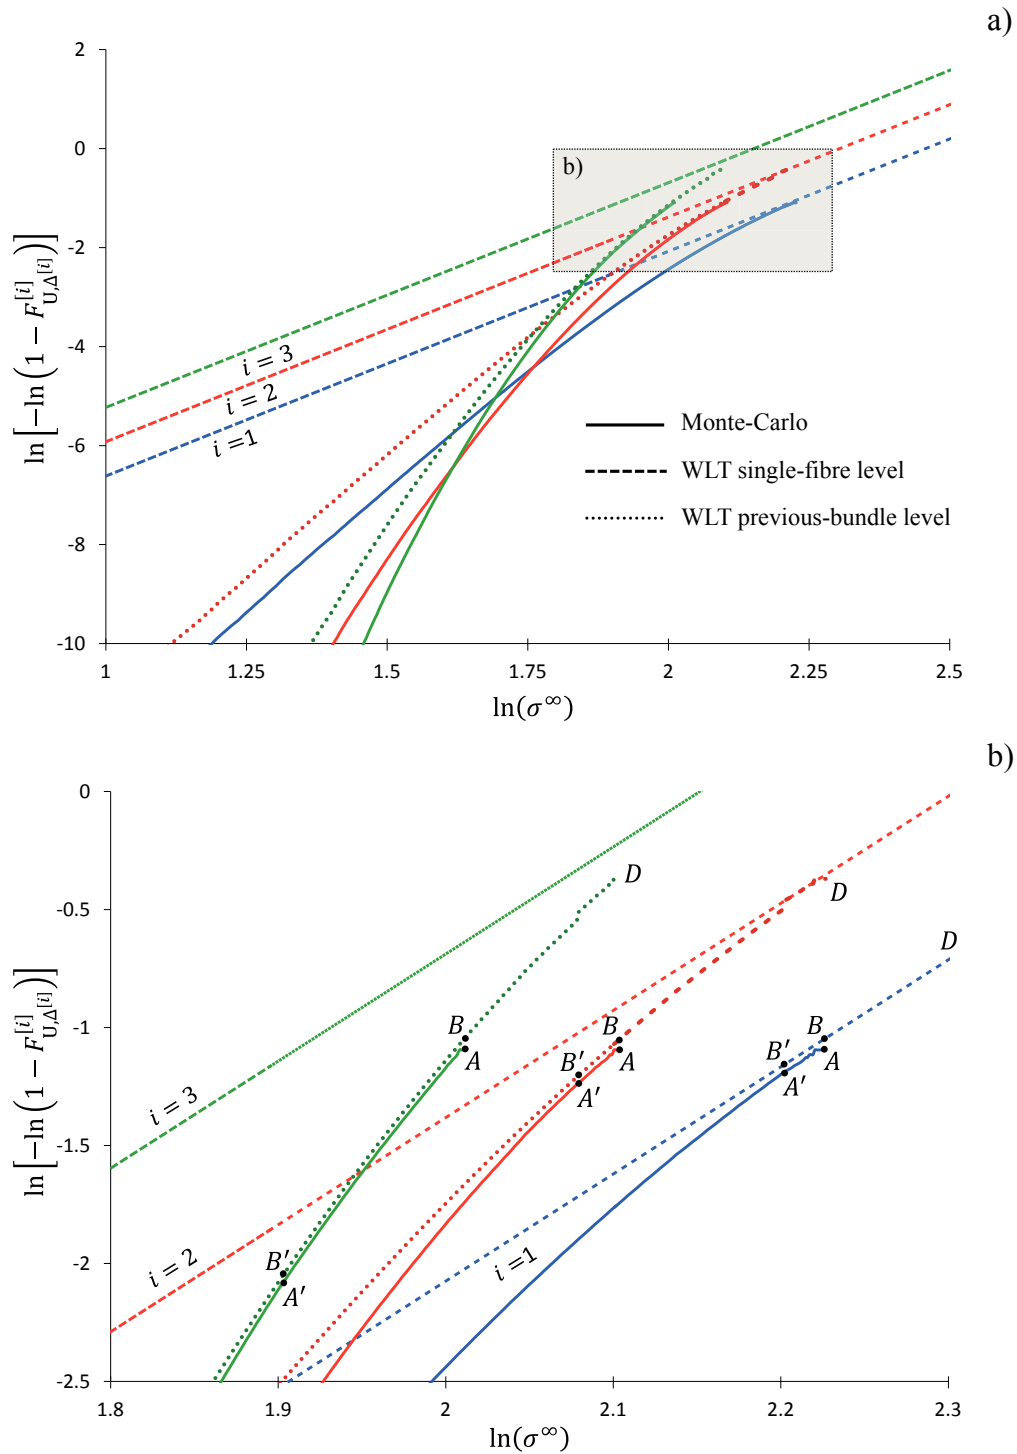 a)
2
0
-2
-4
-6
-8
-10
ln[−ln(1 − F_{U,Δ^{[i]}}^{[i]})]
b)
i = 3
i = 2
i =1
Monte-Carlo
WLT single-fibre level
WLT previous-bundle level
1 1.25 1.5 1.75 2 2.25 2.5
ln(σ^∞)
b)
0
-0.5
-1
-1.5
-2
-2.5
ln[−ln(1 − F_{U,Δ^{[i]}}^{[i]})]
D
D
D
B
A
B
A
B
A
B′
A′
B′
A′
B′
A′
i = 3
i = 2
i =1
1.8 1.9 2 2.1 2.2 2.3
ln(σ^∞)